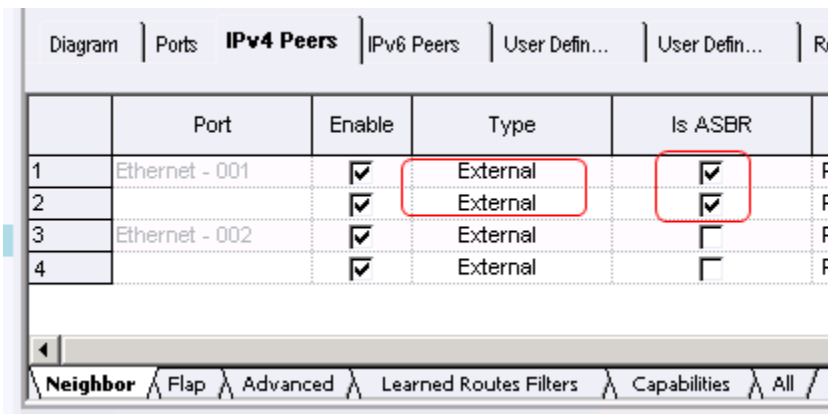 Diagram Ports IPv4 Peers IPv6 Peers User Defin... User Defin...
Port Enable Type Is ASBR
1 Ethernet - 001 External
2 External
3 Ethernet - 002 External
4 External
Neighbor Flap Advanced Learned Routes Filters Capabilities All